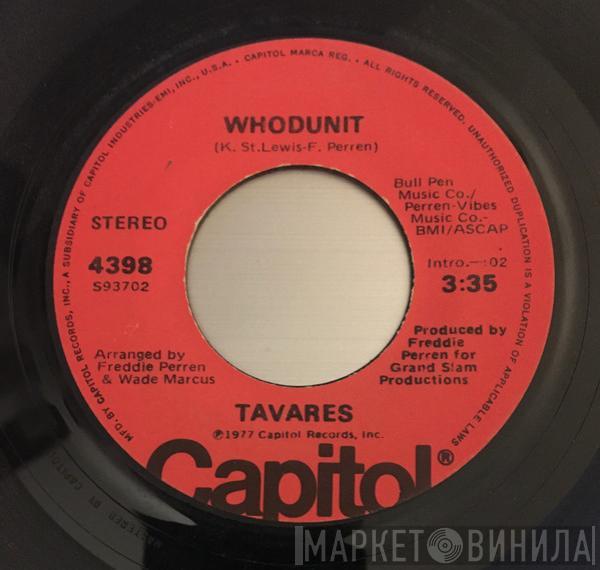 MFD. BY CAPITOL RECORDS, INC., A SUBSIDIARY OF CAPITOL INDUSTRIES-EMI, INC., U.S.A. • CAPITOL MARCA REG. • ALL RIGHTS RESERVED. UNAUTHORIZED DUPLICATION IS A VIOLATION OF APPLICABLE LAWS
WHODUNIT
(K. St.Lewis-F. Perren)
Bull Pen
Music Co./
Perren-Vibes
Music Co.-
BMI/ASCAP
STEREO
4398
S93702
Intro.—:02
3:35
Arranged by
Freddie Perren
& Wade Marcus
Produced by
Freddie
Perren for
Grand Slam
Productions
TAVARES
℗1977 Capitol Records, Inc.
Capitol®
MASTERED BY CAPITOL
МАРКЕТ ВИНИЛА